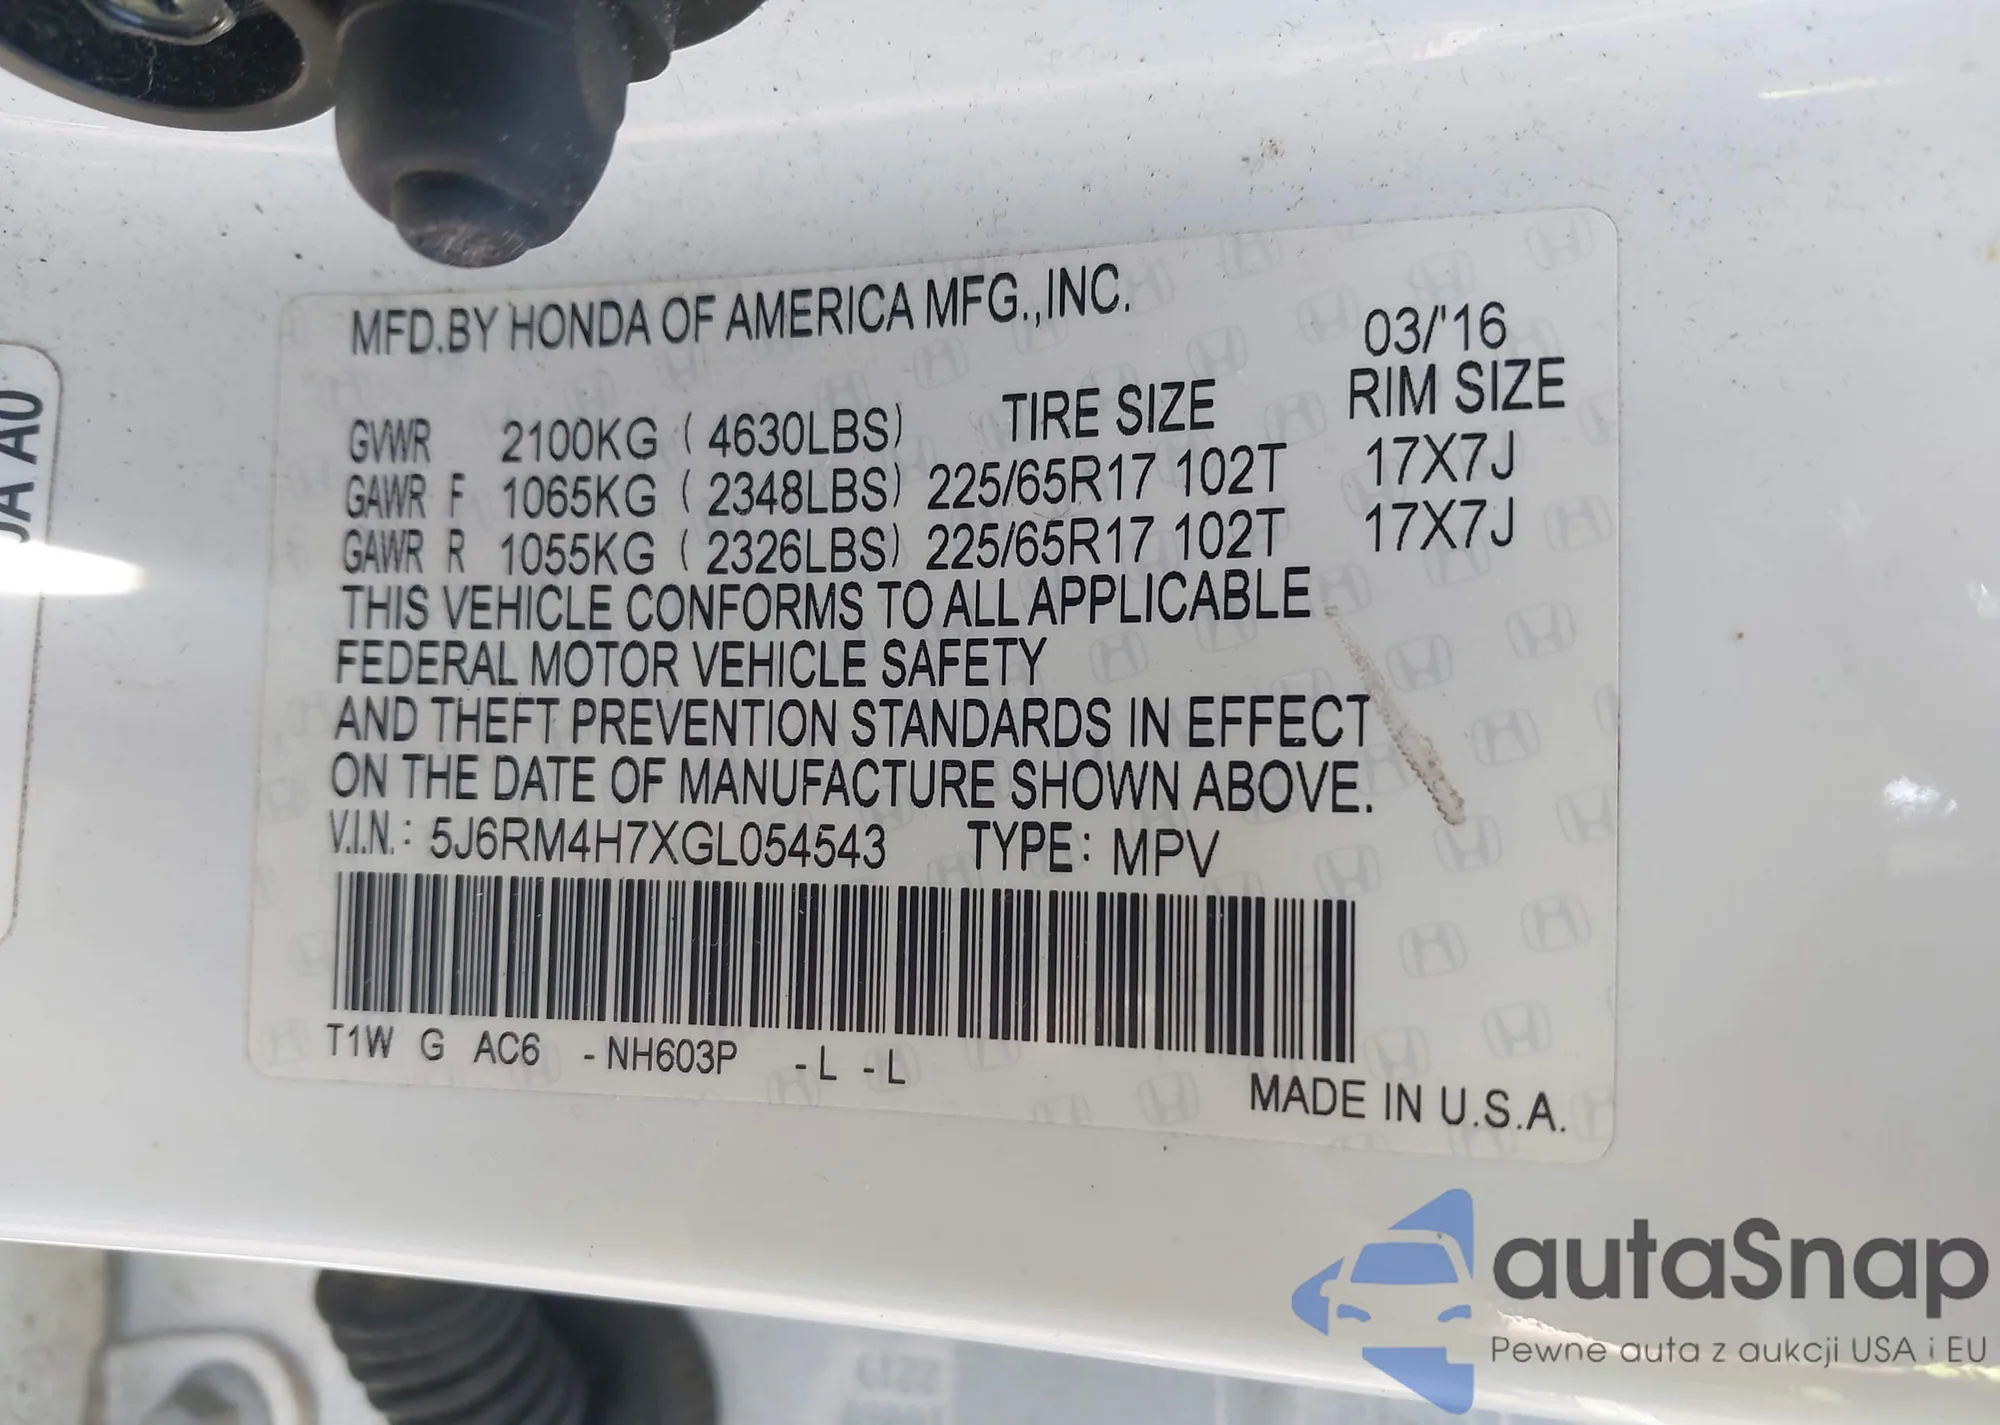 MFD.BY HONDA OF AMERICA MFG.,INC. 03/'16
GVWR 2100KG ( 4630LBS) TIRE SIZE RIM SIZE
GAWR F 1065KG ( 2348LBS) 225/65R17 102T 17X7J
GAWR R 1055KG ( 2326LBS) 225/65R17 102T 17X7J
THIS VEHICLE CONFORMS TO ALL APPLICABLE
FEDERAL MOTOR VEHICLE SAFETY
AND THEFT PREVENTION STANDARDS IN EFFECT
ON THE DATE OF MANUFACTURE SHOWN ABOVE.
V.I.N.: 5J6RM4H7XGL054543 TYPE: MPV
T1W G AC6 -NH603P -L -L
MADE IN U.S.A.
A0
autaSnap
Pewne auta z aukcji USA i EU